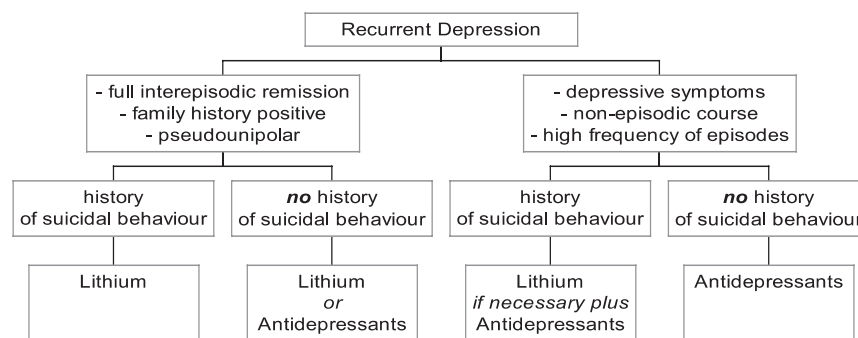 Recurrent Depression
- full interepisodic remission
- family history positive
- pseudounipolar
- depressive symptoms
- non-episodic course
- high frequency of episodes
history
of suicidal behaviour
no history
of suicidal behaviour
history
of suicidal behaviour
no history
of suicidal behaviour
Lithium
Lithium
or
Antidepressants
Lithium
if necessary plus
Antidepressants
Antidepressants